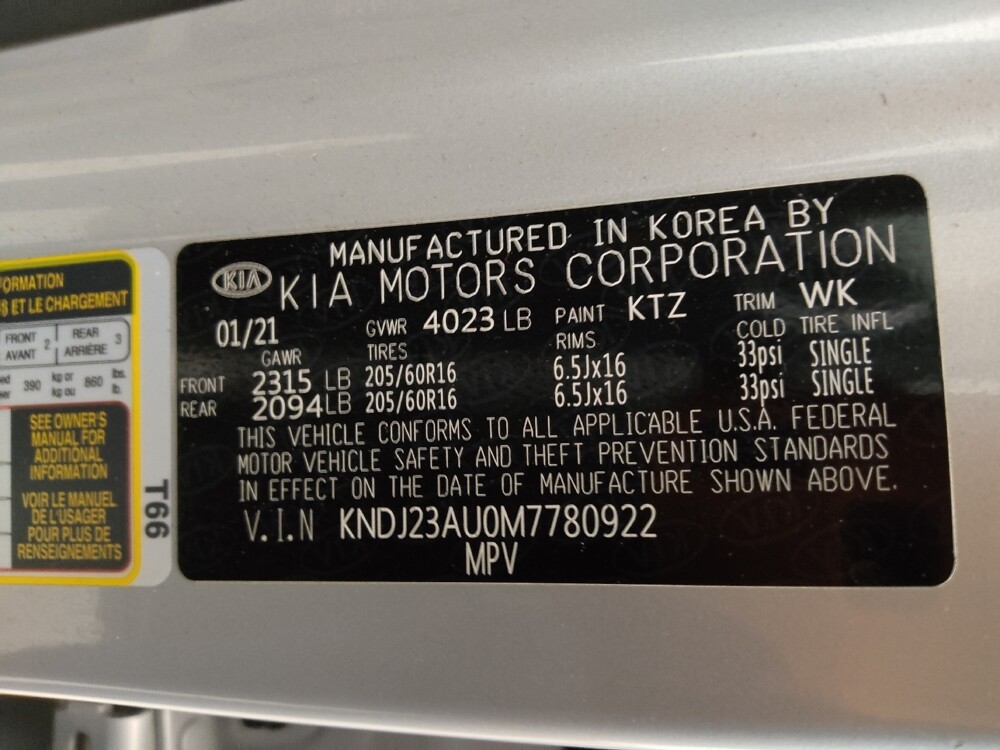 MANUFACTURED IN KOREA BY
KIA
KIA MOTORS CORPORATION
01/21 GVWR 4023 LB PAINT KTZ TRIM WK
GAWR TIRES RIMS COLD TIRE INFL
FRONT 2315 LB 205/60R16 6.5Jx16 33psi SINGLE
REAR 2094 LB 205/60R16 6.5Jx16 33psi SINGLE
THIS VEHICLE CONFORMS TO ALL APPLICABLE U.S.A. FEDERAL
MOTOR VEHICLE SAFETY AND THEFT PREVENTION STANDARDS
IN EFFECT ON THE DATE OF MANUFACTURE SHOWN ABOVE.
V.I.N KNDJ23AU0M7780922
MPV
ET LE CHARGEMENT
FRONT 2 REAR 3
AVANT ARRIÈRE
390 kg or 860 lbs.
kg ou lb.
SEE OWNER'S
MANUAL FOR
ADDITIONAL
INFORMATION
VOIR LE MANUEL
DE L'USAGER
POUR PLUS DE
RENSEIGNEMENTS
T66